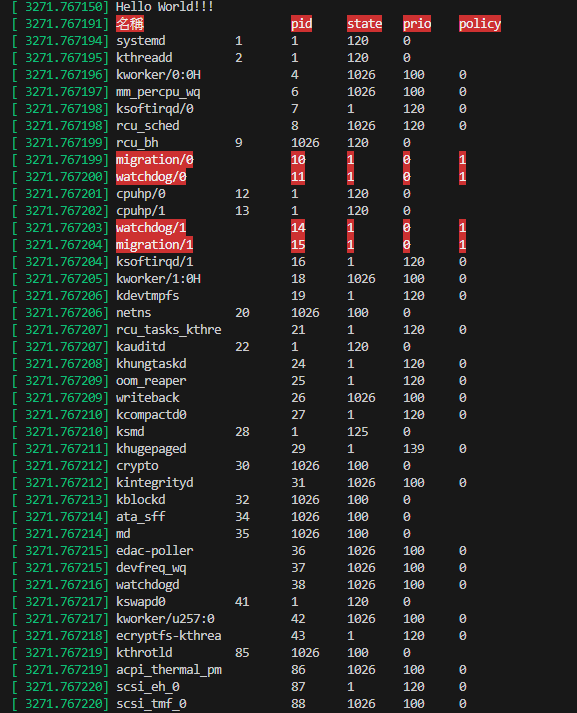 [ 3271.767150] Hello World!!!
[ 3271.767191] 名稱 pid state prio policy
[ 3271.767194] systemd 1 1 120 0
[ 3271.767195] kthreadd 2 1 120 0
[ 3271.767196] kworker/0:0H 4 1026 100 0
[ 3271.767197] mm_percpu_wq 6 1026 100 0
[ 3271.767198] ksoftirqd/0 7 1 120 0
[ 3271.767198] rcu_sched 8 1026 120 0
[ 3271.767199] rcu_bh 9 1026 120 0
[ 3271.767199] migration/0 10 1 0 1
[ 3271.767200] watchdog/0 11 1 0 1
[ 3271.767201] cpuhp/0 12 1 120 0
[ 3271.767202] cpuhp/1 13 1 120 0
[ 3271.767203] watchdog/1 14 1 0 1
[ 3271.767204] migration/1 15 1 0 1
[ 3271.767204] ksoftirqd/1 16 1 120 0
[ 3271.767205] kworker/1:0H 18 1026 100 0
[ 3271.767206] kdevtmpfs 19 1 120 0
[ 3271.767206] netns 20 1026 100 0
[ 3271.767207] rcu_tasks_kthre 21 1 120 0
[ 3271.767207] kauditd 22 1 120 0
[ 3271.767208] khungtaskd 24 1 120 0
[ 3271.767209] oom_reaper 25 1 120 0
[ 3271.767209] writeback 26 1026 100 0
[ 3271.767210] kcompactd0 27 1 120 0
[ 3271.767210] ksmd 28 1 125 0
[ 3271.767211] khugepaged 29 1 139 0
[ 3271.767212] crypto 30 1026 100 0
[ 3271.767212] kintegrityd 31 1026 100 0
[ 3271.767213] kblockd 32 1026 100 0
[ 3271.767214] ata_sff 34 1026 100 0
[ 3271.767214] md 35 1026 100 0
[ 3271.767215] edac-poller 36 1026 100 0
[ 3271.767215] devfreq_wq 37 1026 100 0
[ 3271.767216] watchdogd 38 1026 100 0
[ 3271.767217] kswapd0 41 1 120 0
[ 3271.767217] kworker/u257:0 42 1026 100 0
[ 3271.767218] ecryptfs-kthrea 43 1 120 0
[ 3271.767219] kthrotld 85 1026 100 0
[ 3271.767219] acpi_thermal_pm 86 1026 100 0
[ 3271.767220] scsi_eh_0 87 1 120 0
[ 3271.767220] scsi_tmf_0 88 1026 100 0